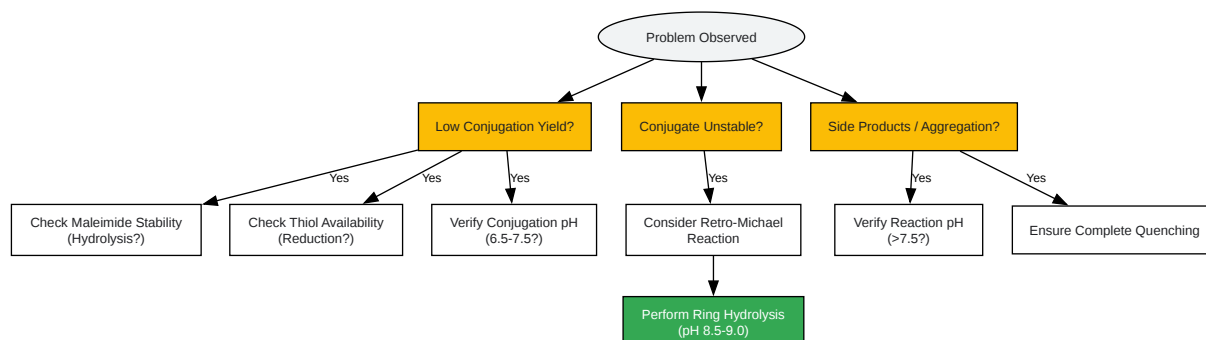 Problem Observed
Low Conjugation Yield?
Conjugate Unstable?
Side Products / Aggregation?
Yes
Yes
Yes
Yes
Yes
Yes
Check Maleimide Stability
(Hydrolysis?)
Check Thiol Availability
(Reduction?)
Verify Conjugation pH
(6.5-7.5?)
Consider Retro-Michael
Reaction
Verify Reaction pH
(>7.5?)
Ensure Complete Quenching
Perform Ring Hydrolysis
(pH 8.5-9.0)